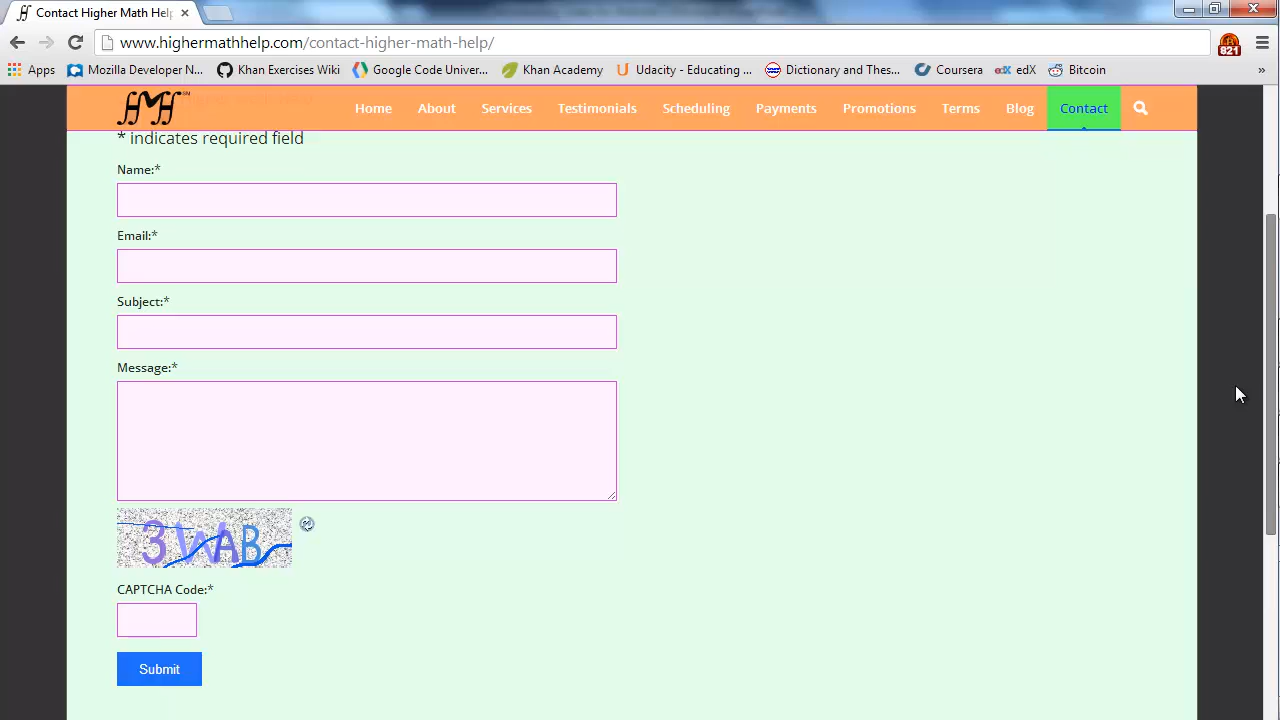 Contact Higher Math Help
www.highermathhelp.com/contact-higher-math-help/
821
Apps Mozilla Developer N... Khan Exercises Wiki Google Code Univer... Khan Academy Udacity - Educating ... Dictionary and Thes... Coursera edX Bitcoin »
HMH SM Home About Services Testimonials Scheduling Payments Promotions Terms Blog Contact
* indicates required field
Name:*
Email:*
Subject:*
Message:*
3WAB
CAPTCHA Code:*
Submit